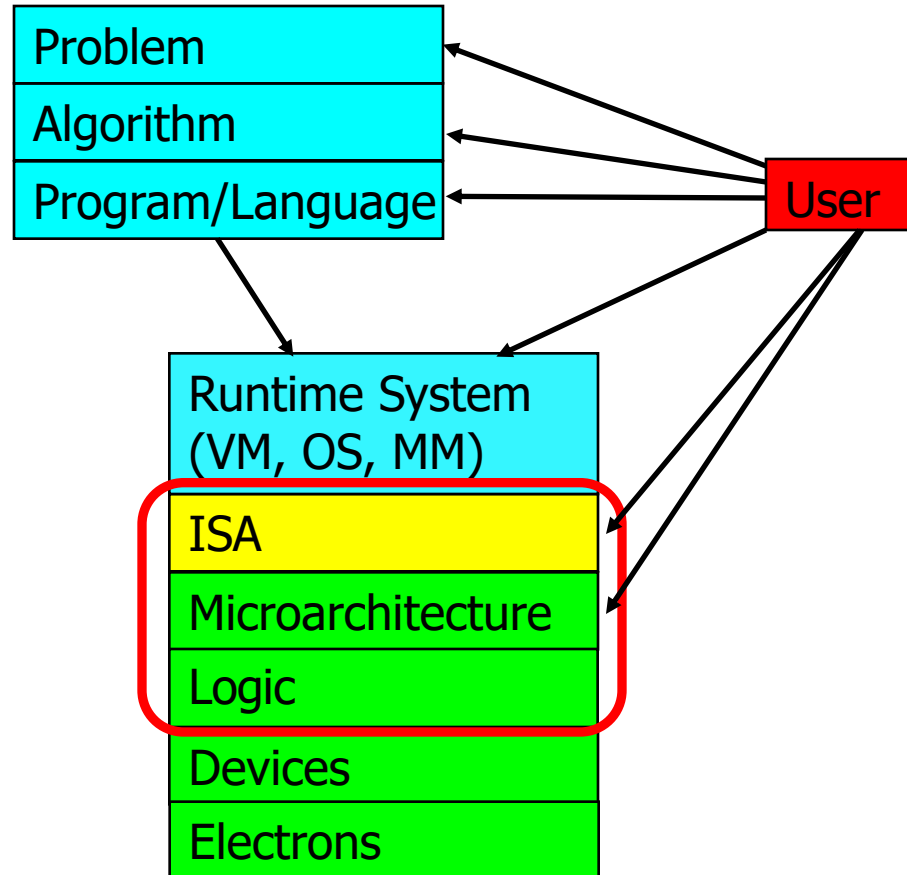 Problem
Algorithm
Program/Language
User
Runtime System
(VM, OS, MM)
ISA
Microarchitecture
Logic
Devices
Electrons